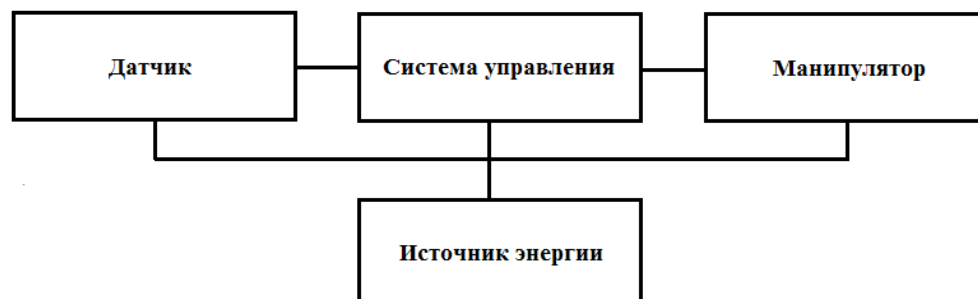 Датчик
Система управления
Манипулятор
Источник энергии